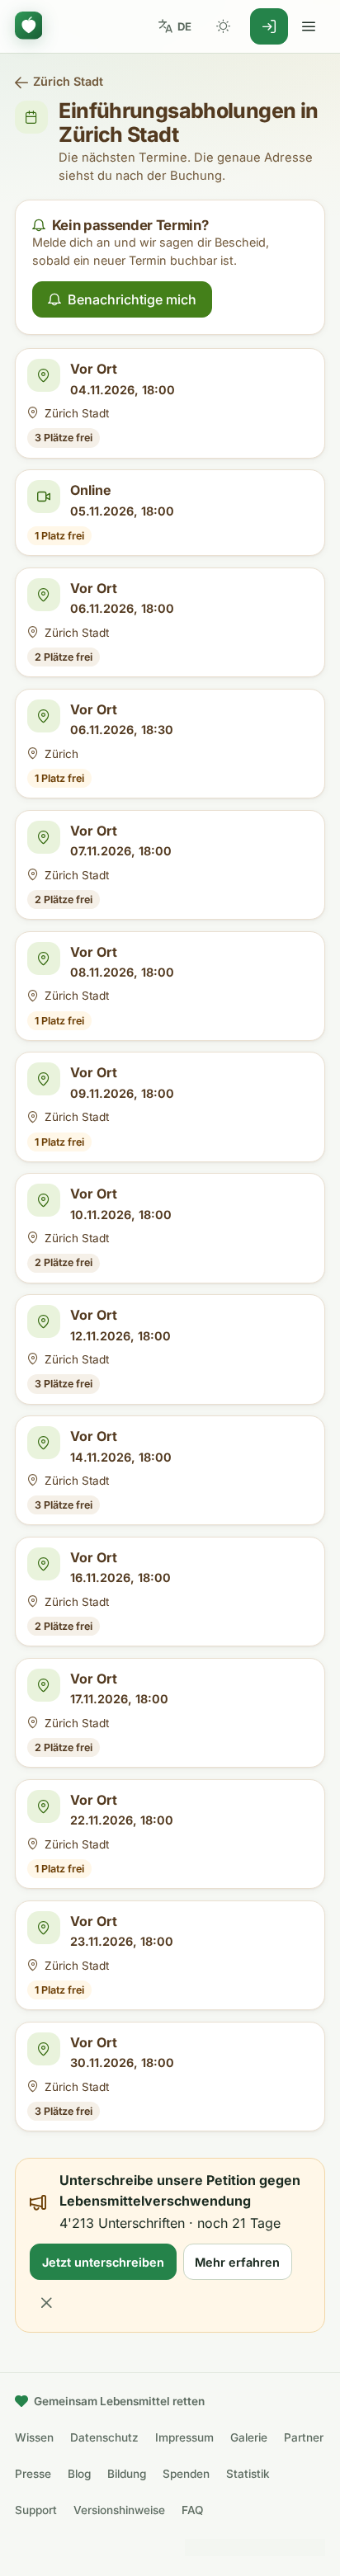 DE
Zürich Stadt
Einführungsabholungen in
Zürich Stadt
Die nächsten Termine. Die genaue Adresse
siehst du nach der Buchung.
Kein passender Termin?
Melde dich an und wir sagen dir Bescheid,
sobald ein neuer Termin buchbar ist.
Benachrichtige mich
Vor Ort
04.11.2026, 18:00
Zürich Stadt
3 Plätze frei
Online
05.11.2026, 18:00
1 Platz frei
Vor Ort
06.11.2026, 18:00
Zürich Stadt
2 Plätze frei
Vor Ort
06.11.2026, 18:30
Zürich
1 Platz frei
Vor Ort
07.11.2026, 18:00
Zürich Stadt
2 Plätze frei
Vor Ort
08.11.2026, 18:00
Zürich Stadt
1 Platz frei
Vor Ort
09.11.2026, 18:00
Zürich Stadt
1 Platz frei
Vor Ort
10.11.2026, 18:00
Zürich Stadt
2 Plätze frei
Vor Ort
12.11.2026, 18:00
Zürich Stadt
3 Plätze frei
Vor Ort
14.11.2026, 18:00
Zürich Stadt
3 Plätze frei
Vor Ort
16.11.2026, 18:00
Zürich Stadt
2 Plätze frei
Vor Ort
17.11.2026, 18:00
Zürich Stadt
2 Plätze frei
Vor Ort
22.11.2026, 18:00
Zürich Stadt
1 Platz frei
Vor Ort
23.11.2026, 18:00
Zürich Stadt
1 Platz frei
Vor Ort
30.11.2026, 18:00
Zürich Stadt
3 Plätze frei
Unterschreibe unsere Petition gegen
Lebensmittelverschwendung
4'213 Unterschriften · noch 21 Tage
Jetzt unterschreiben Mehr erfahren
Gemeinsam Lebensmittel retten
Wissen Datenschutz Impressum Galerie Partner
Presse Blog Bildung Spenden Statistik
Support Versionshinweise FAQ